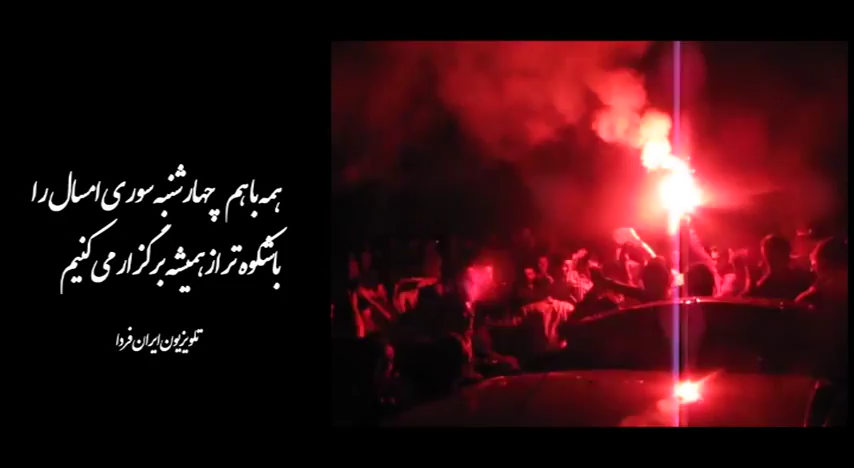 همه باهم چهارشنبه سوری امسال را
باشکوه تر از همیشه برگزار می کنیم
تلویزیون ایران فردا